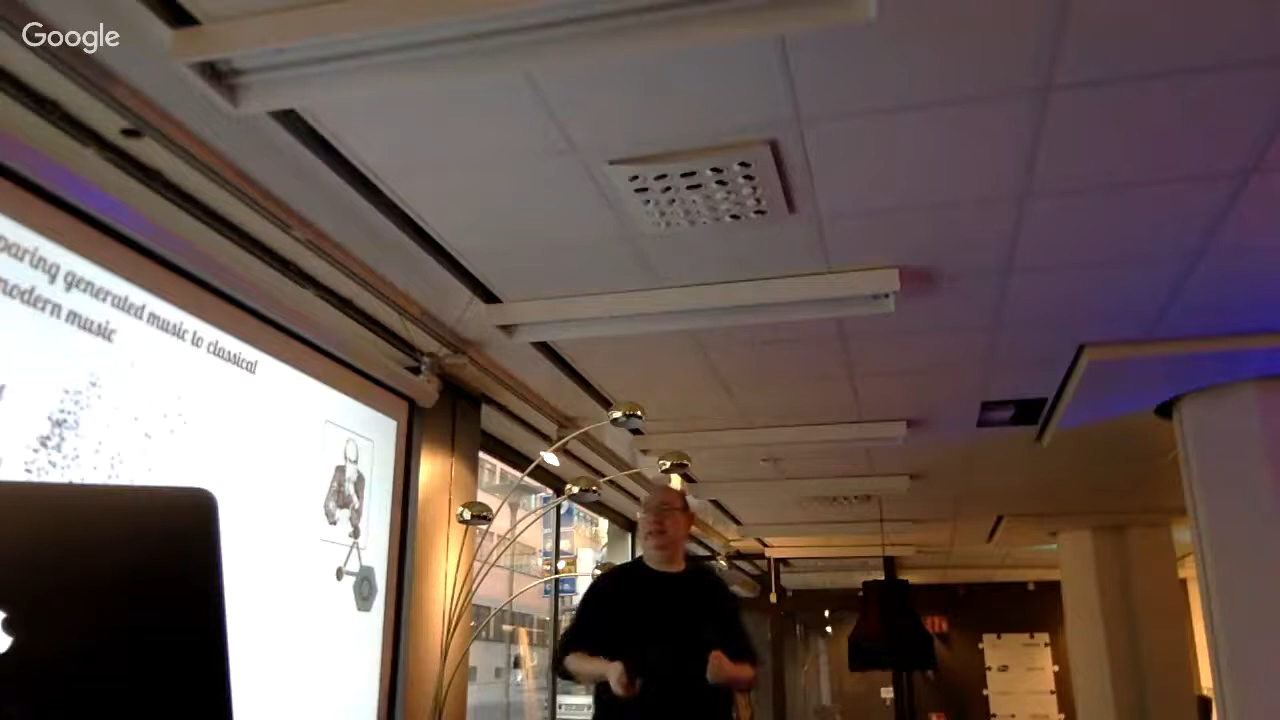 Google
paring generated music to classical
modern music